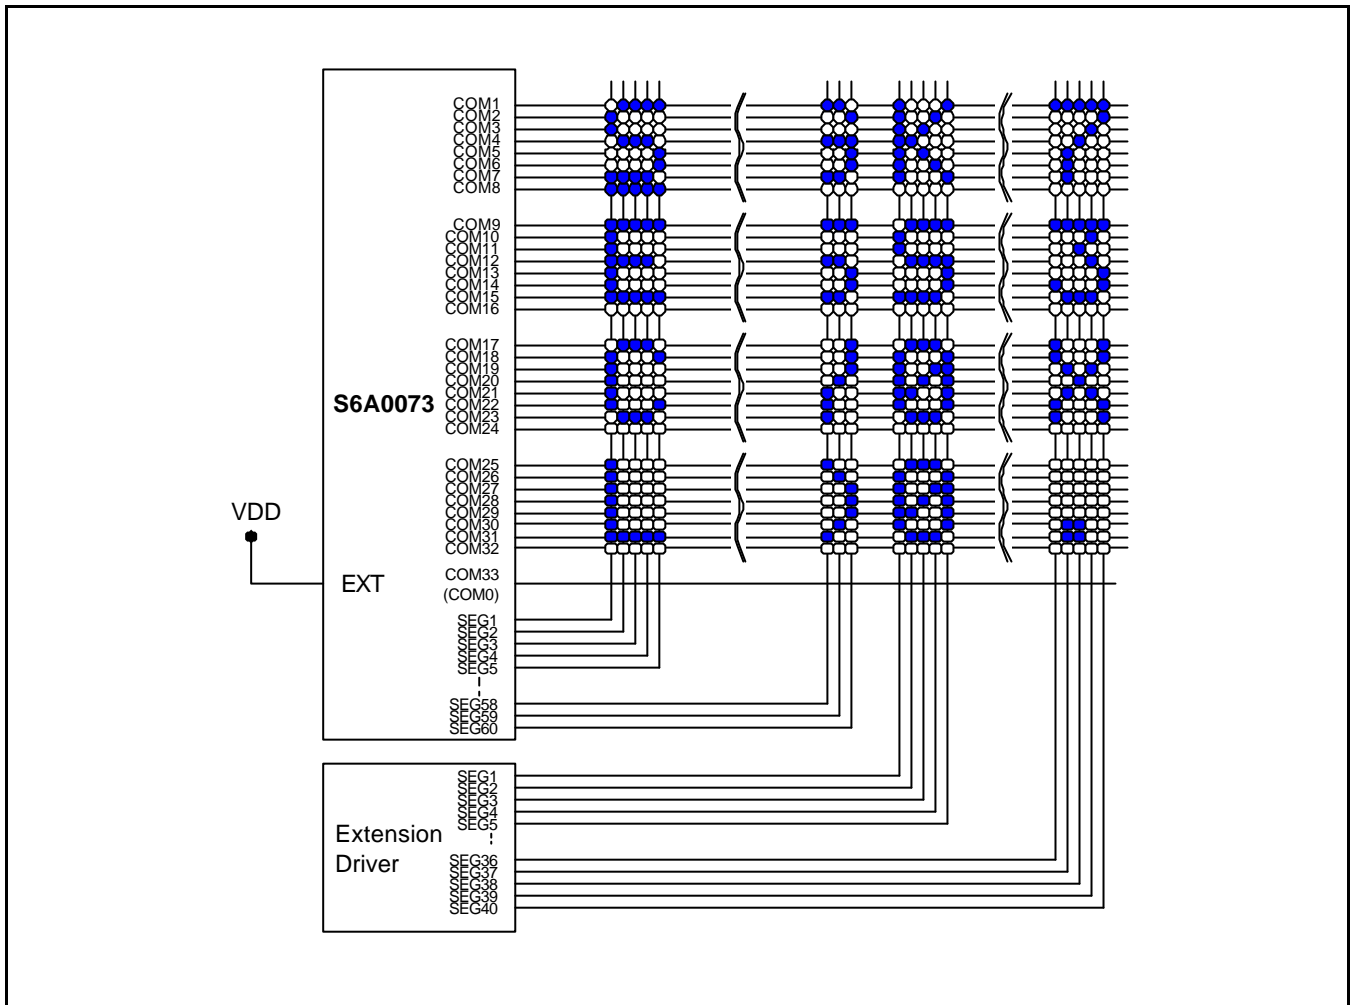 COM1
COM2
COM3
COM4
COM5
COM6
COM7
COM8
COM9
COM10
COM11
COM12
COM13
COM14
COM15
COM16
COM17
COM18
COM19
COM20
COM21
S6A0073
COM22
COM23
COM24
COM25
COM26
COM27
COM28
COM29
VDD
COM30
COM31
COM32
EXT
COM33
(COM0)
SEG1
SEG2
SEG3
SEG4
SEG5
SEG58
SEG59
SEG60
SEG1
SEG2
SEG3
SEG4
SEG5
Extension
Driver
SEG36
SEG37
SEG38
SEG39
SEG40